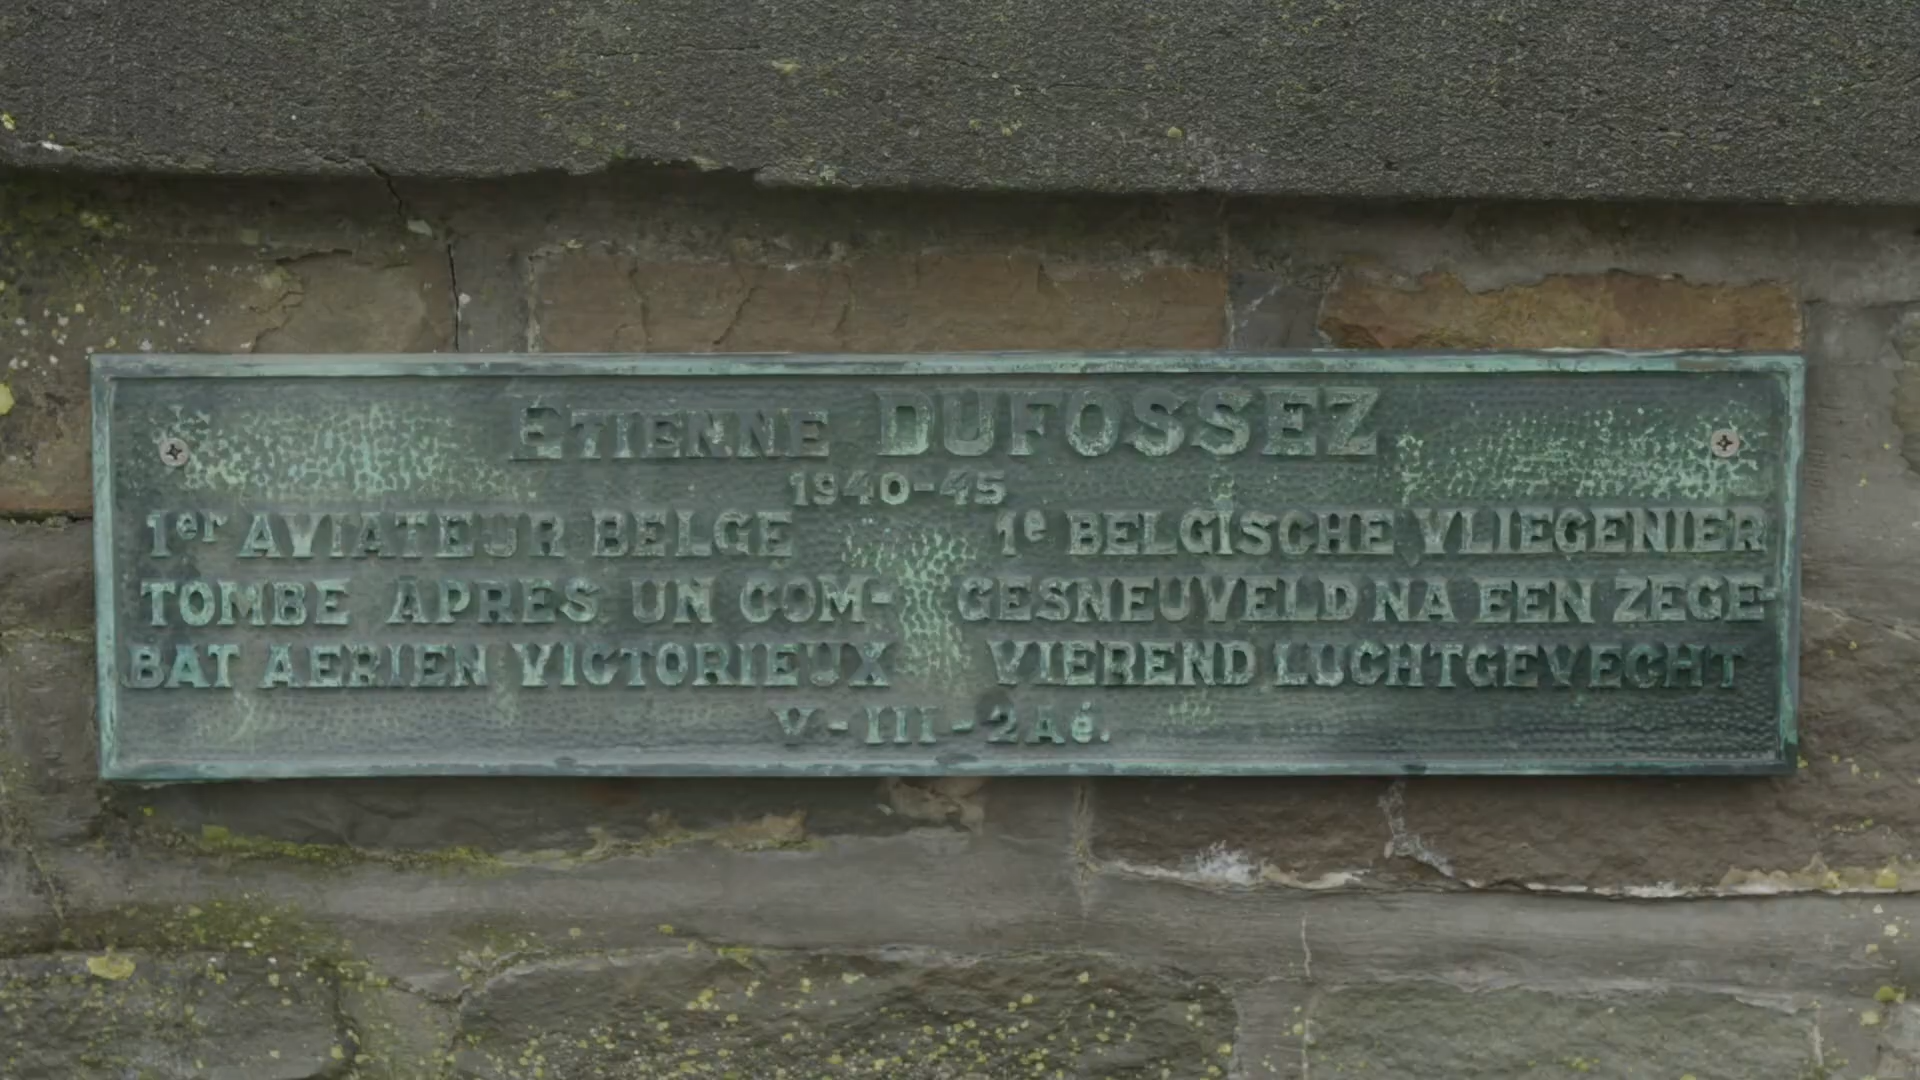 ÉTIENNE DUFOSSEZ
1940-45
1er AVIATEUR BELGE
TOMBE APRES UN COM-
BAT AERIEN VICTORIEUX
1e BELGISCHE VLIEGENIER
GESNEUVELD NA EEN ZEGE-
VIEREND LUCHTGEVECHT
V-III-2Aé.